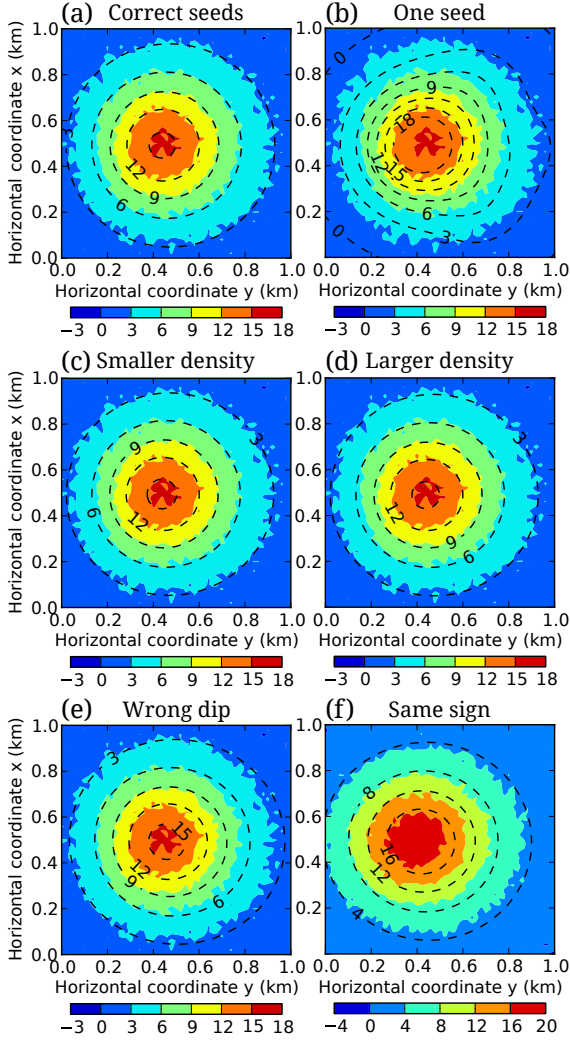 (a) Correct seeds
(b) One seed
Horizontal coordinate x (km)
1.0
0.8
0.6
0.4
0.2
0.0
3
12
6
9
0.0 0.2 0.4 0.6 0.8 1.0
Horizontal coordinate y (km)
−3 0 3 6 9 12 15 18
0
9
18
12
15
6
3
0
0.0 0.2 0.4 0.6 0.8 1.0
Horizontal coordinate y (km)
−3 0 3 6 9 12 15 18
(c) Smaller density
(d) Larger density
Horizontal coordinate x (km)
1.0
0.8
0.6
0.4
0.2
0.0
3
9
6
12
0.0 0.2 0.4 0.6 0.8 1.0
Horizontal coordinate y (km)
−3 0 3 6 9 12 15 18
3
12
9
6
0.0 0.2 0.4 0.6 0.8 1.0
Horizontal coordinate y (km)
−3 0 3 6 9 12 15 18
(e) Wrong dip
(f) Same sign
Horizontal coordinate x (km)
1.0
0.8
0.6
0.4
0.2
0.0
3
15
12
9
6
0.0 0.2 0.4 0.6 0.8 1.0
Horizontal coordinate y (km)
−3 0 3 6 9 12 15 18
8
16
12
4
0.0 0.2 0.4 0.6 0.8 1.0
Horizontal coordinate y (km)
−4 0 4 8 12 16 20